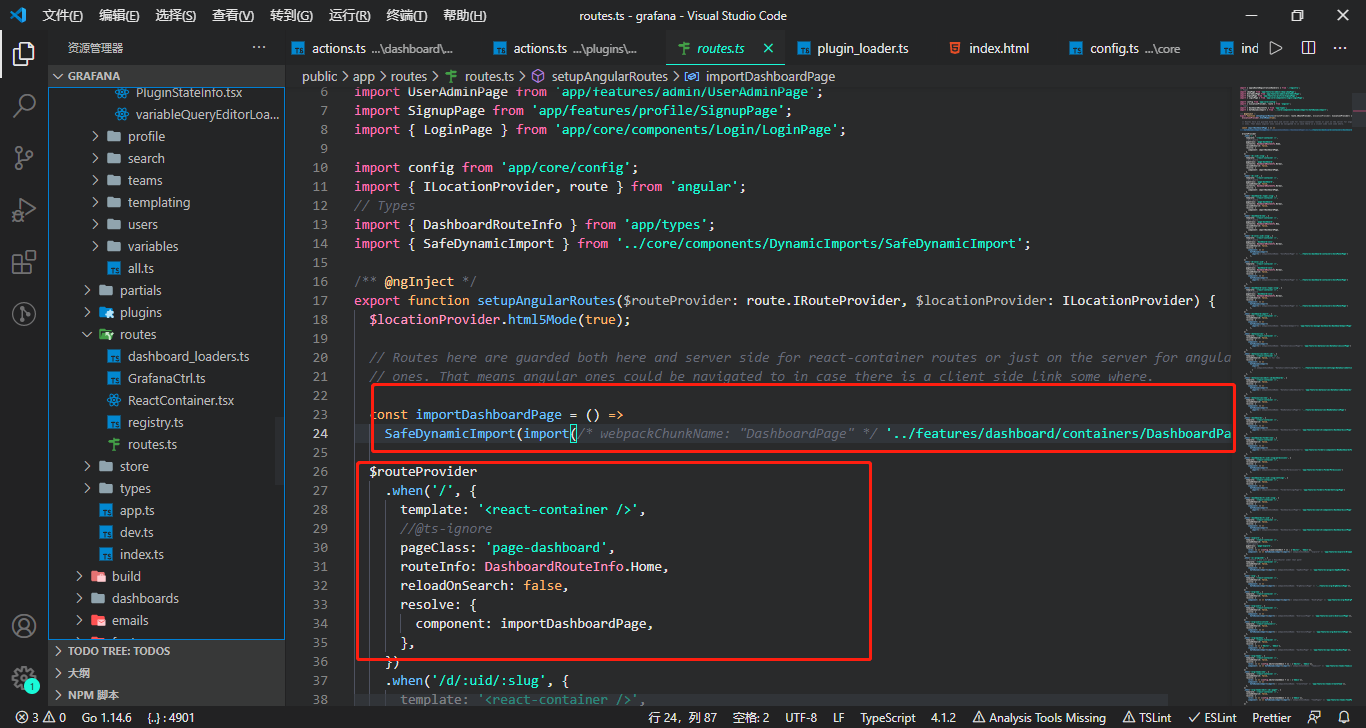 文件(F) 编辑(E) 选择(S) 查看(V) 转到(G) 运行(R) 终端(T) 帮助(H) routes.ts - grafana - Visual Studio Code
资源管理器 ···
actions.ts ...\dashboard\... actions.ts ...\plugins\... routes.ts plugin_loader.ts index.html config.ts ...\core ind ···
GRAFANA
PluginStateInfo.tsx
variableQueryEditorLoa...
profile
search
teams
templating
users
variables
all.ts
partials
plugins
routes
dashboard_loaders.ts
GrafanaCtrl.ts
ReactContainer.tsx
registry.ts
routes.ts
store
types
app.ts
dev.ts
index.ts
build
dashboards
emails
TODO TREE: TODOS
大纲
NPM 脚本
public > app > routes > routes.ts > setupAngularRoutes > importDashboardPage
6 import UserAdminPage from 'app/features/admin/UserAdminPage';
7 import SignupPage from 'app/features/profile/SignupPage';
8 import { LoginPage } from 'app/core/components/Login/LoginPage';
9
10 import config from 'app/core/config';
11 import { ILocationProvider, route } from 'angular';
12 // Types
13 import { DashboardRouteInfo } from 'app/types';
14 import { SafeDynamicImport } from '../core/components/DynamicImports/SafeDynamicImport';
15
16 /** @ngInject */
17 export function setupAngularRoutes($routeProvider: route.IRouteProvider, $locationProvider: ILocationProvider) {
18 $locationProvider.html5Mode(true);
19
20 // Routes here are guarded both here and server side for react-container routes or just on the server for angula
21 // ones. That means angular ones could be navigated to in case there is a client side link some where.
22
23 const importDashboardPage = () =>
24 SafeDynamicImport(import(/* webpackChunkName: "DashboardPage" */ '../features/dashboard/containers/DashboardPa
25
26 $routeProvider
27 .when('/', {
28 template: '<react-container />',
29 //@ts-ignore
30 pageClass: 'page-dashboard',
31 routeInfo: DashboardRouteInfo.Home,
32 reloadOnSearch: false,
33 resolve: {
34 component: importDashboardPage,
35 },
36 })
37 .when('/d/:uid/:slug', {
38 template: '<react-container />',
1
3 0 Go 1.14.6 {..} : 4901 行 24，列 87 空格: 2 UTF-8 LF TypeScript 4.1.2 Analysis Tools Missing TSLint ESLint Prettier